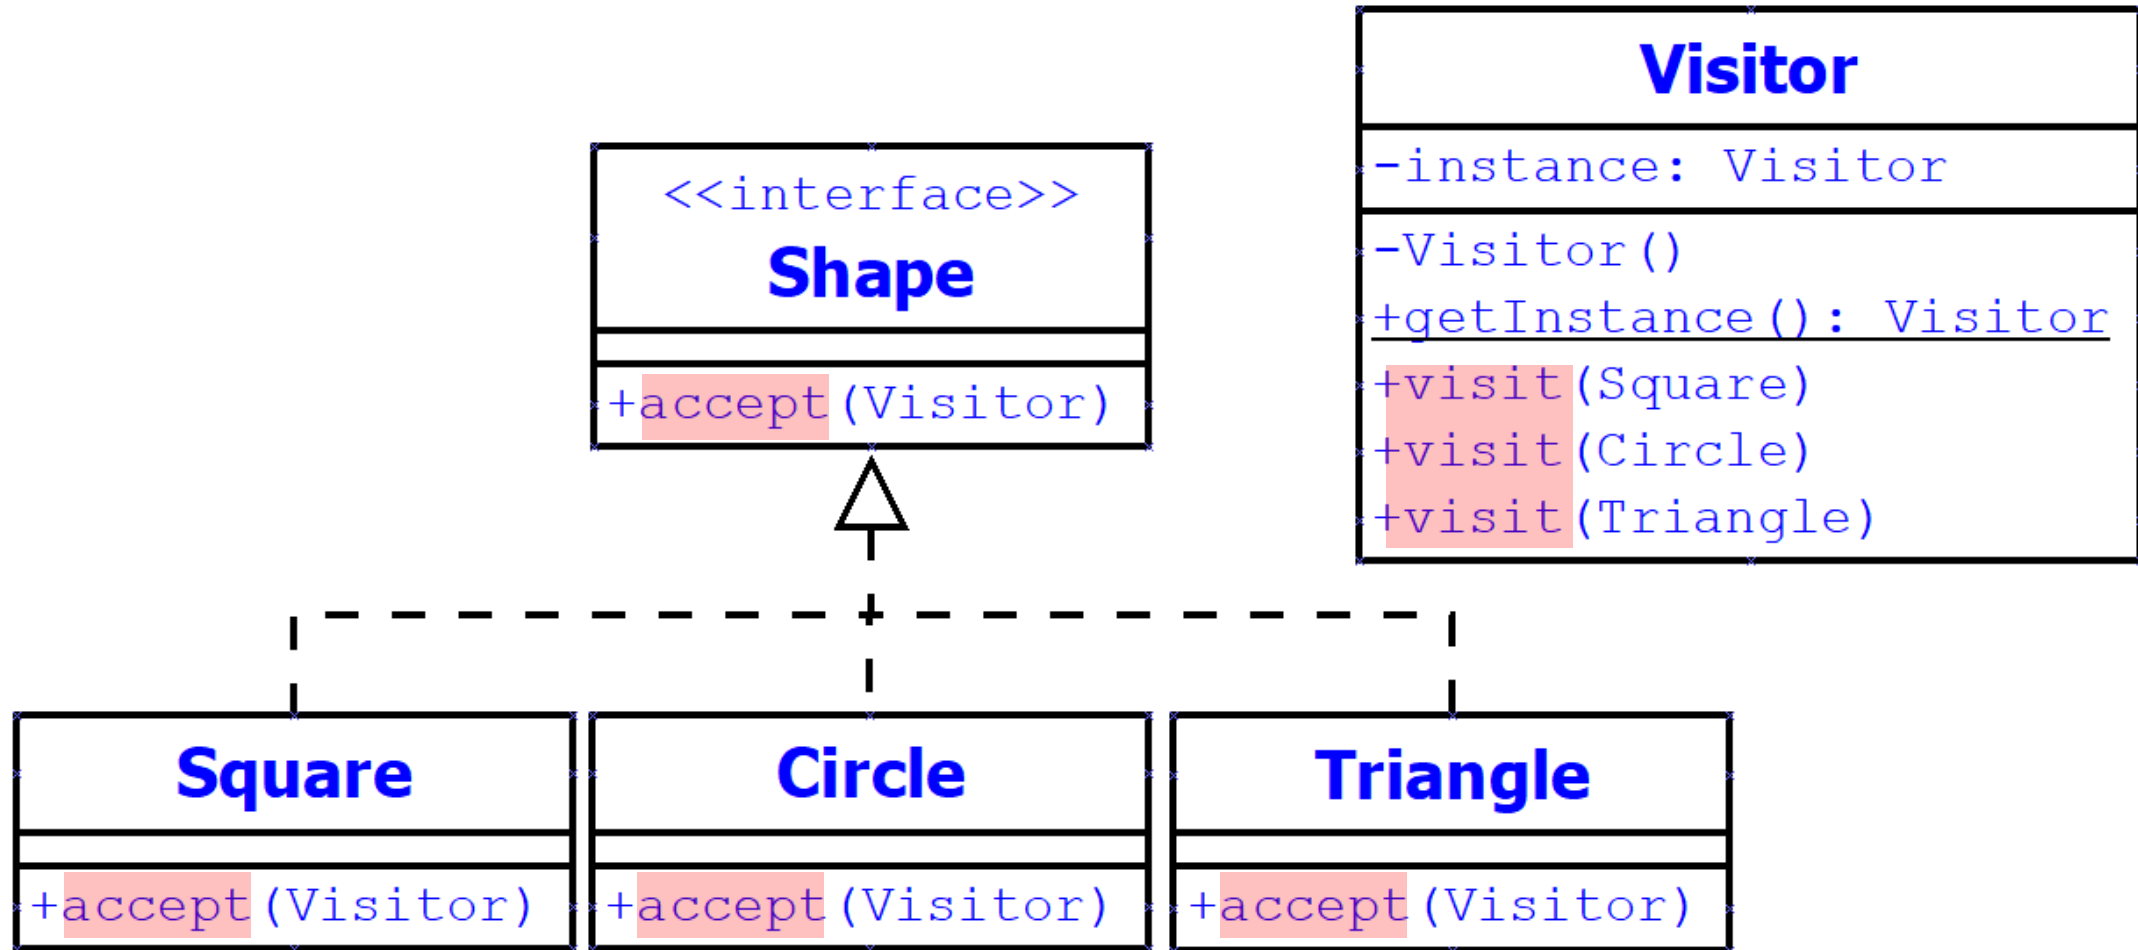 <<interface>>
Shape
+accept(Visitor)
Visitor
-instance: Visitor
-Visitor()
+getInstance(): Visitor
+visit(Square)
+visit(Circle)
+visit(Triangle)
Square
+accept(Visitor)
Circle
+accept(Visitor)
Triangle
+accept(Visitor)